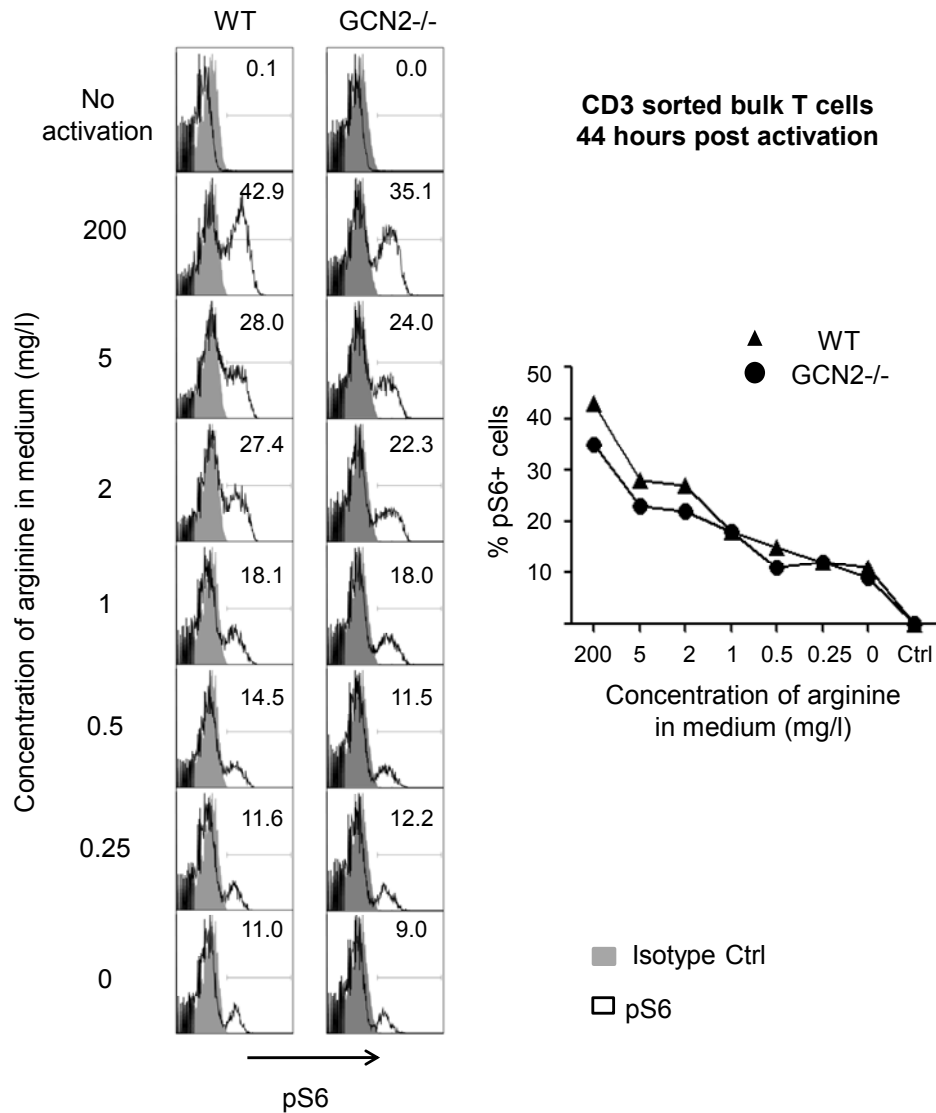 WT GCN2-/-
No
activation
0.1 0.0
CD3 sorted bulk T cells
44 hours post activation
Concentration of arginine in medium (mg/l)
200 42.9 35.1
5 28.0 24.0
2 27.4 22.3
1 18.1 18.0
0.5 14.5 11.5
0.25 11.6 12.2
0 11.0 9.0
pS6
WT
GCN2-/-
% pS6+ cells
50
40
30
20
10
200 5 2 1 0.5 0.25 0 Ctrl
Concentration of arginine
in medium (mg/l)
Isotype Ctrl
pS6